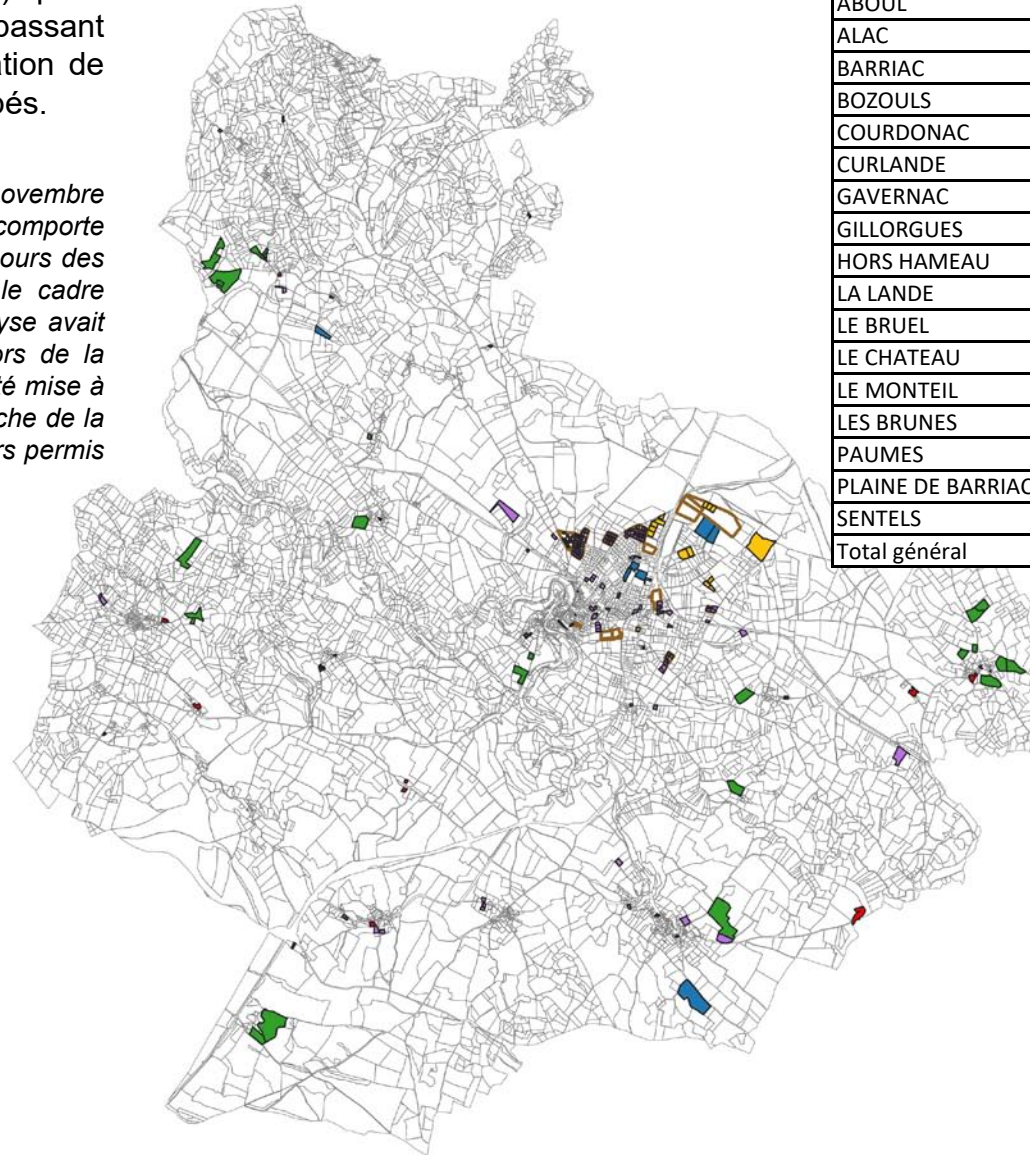 passant
ation de
pés.
ovembre
comporte
ours des
le cadre
yse avait
ors de la
té mise à
che de la
rs permis
ABOUL
ALAC
BARRIAC
BOZOULS
COURDONAC
CURLANDE
GAVERNAC
GILLORGUES
HORS HAMEAU
LA LANDE
LE BRUEL
LE CHATEAU
LE MONTEIL
LES BRUNES
PAUMES
PLAINE DE BARRIAC
SENTELS
Total général